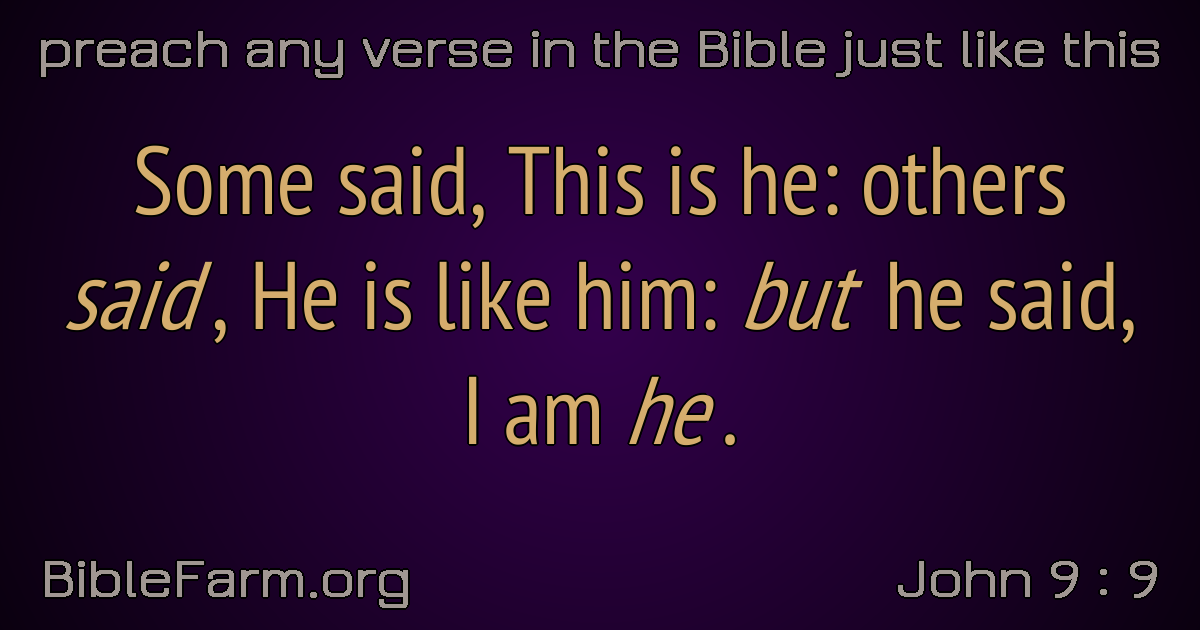 preach any verse in the Bible just like this
Some said, This is he: others
said, He is like him: but he said,
I am he.
BibleFarm.org
John 9 : 9